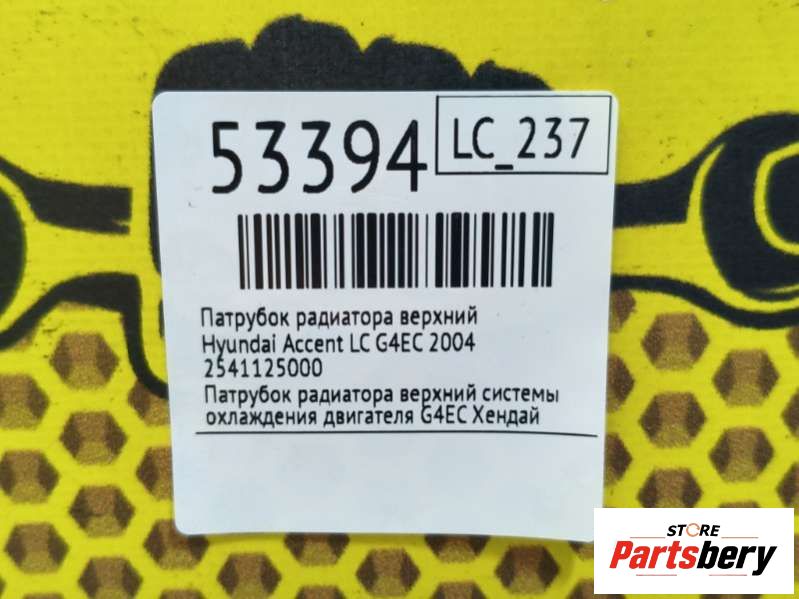 53394
LC_237
Патрубок радиатора верхний
Hyundai Accent LC G4EC 2004
2541125000
Патрубок радиатора верхний системы
охлаждения двигателя G4EC Хендай
STORE
Partsbery